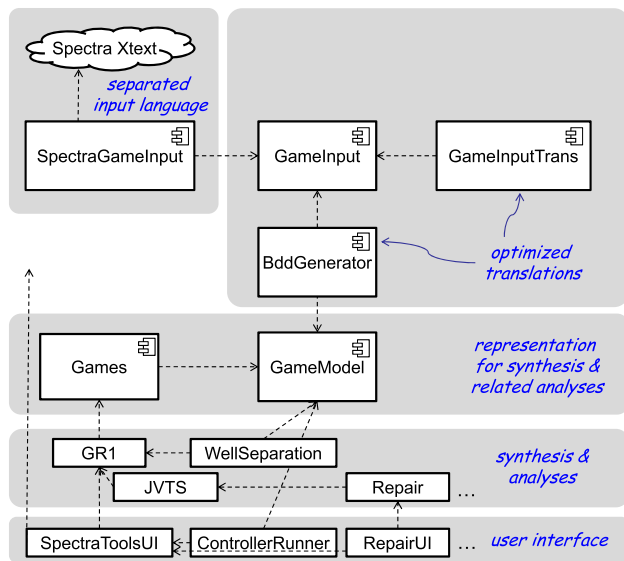 Spectra Xtext
separated
input language
SpectraGameInput
GameInput
GameInputTrans
BddGenerator
optimized
translations
Games
GameModel
representation
for synthesis &
related analyses
GR1
WellSeparation
synthesis &
analyses
JVTS
Repair
...
SpectraToolsUI
ControllerRunner
RepairUI
...
user interface